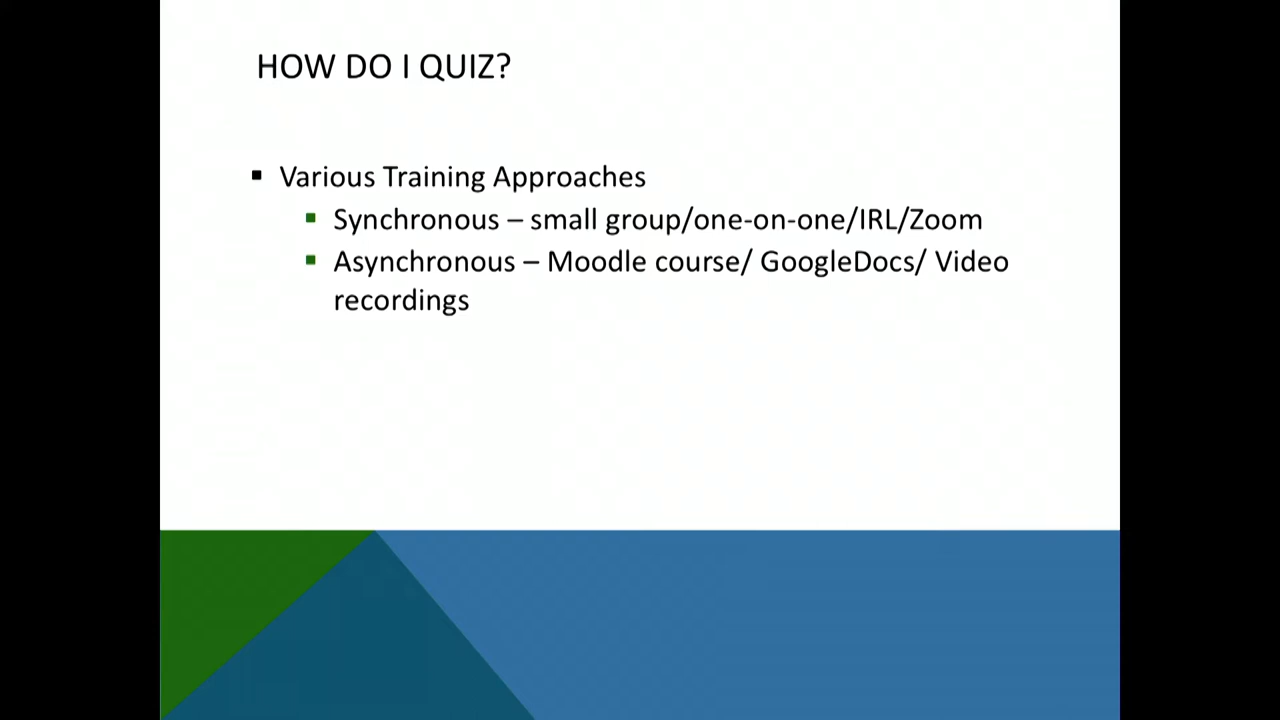 HOW DO I QUIZ?
Various Training Approaches
Synchronous – small group/one-on-one/IRL/Zoom
Asynchronous – Moodle course/ GoogleDocs/ Video
recordings